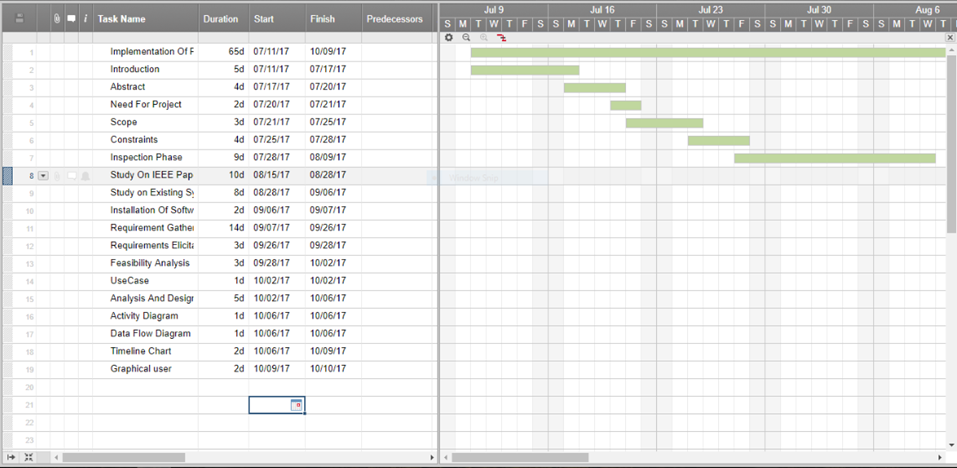 i Task Name Duration Start Finish Predecessors
Jul 9 Jul 16 Jul 23 Jul 30 Aug 6
S M T W T F S S M T W T F S S M T W T F S S M T W T F S S M T W T
1 Implementation Of F 65d 07/11/17 10/09/17
2 Introduction 5d 07/11/17 07/17/17
3 Abstract 4d 07/17/17 07/20/17
4 Need For Project 2d 07/20/17 07/21/17
5 Scope 3d 07/21/17 07/25/17
6 Constraints 4d 07/25/17 07/28/17
7 Inspection Phase 9d 07/28/17 08/09/17
8 Study On IEEE Pap 10d 08/15/17 08/28/17
9 Study on Existing Sy 8d 08/28/17 09/06/17
10 Installation Of Softw 2d 09/06/17 09/07/17
11 Requirement Gather 14d 09/07/17 09/26/17
12 Requirements Elicita 3d 09/26/17 09/28/17
13 Feasibility Analysis 3d 09/28/17 10/02/17
14 UseCase 1d 10/02/17 10/02/17
15 Analysis And Design 5d 10/02/17 10/06/17
16 Activity Diagram 1d 10/06/17 10/06/17
17 Data Flow Diagram 1d 10/06/17 10/06/17
18 Timeline Chart 2d 10/06/17 10/09/17
19 Graphical user 2d 10/09/17 10/10/17
20
21
22
23